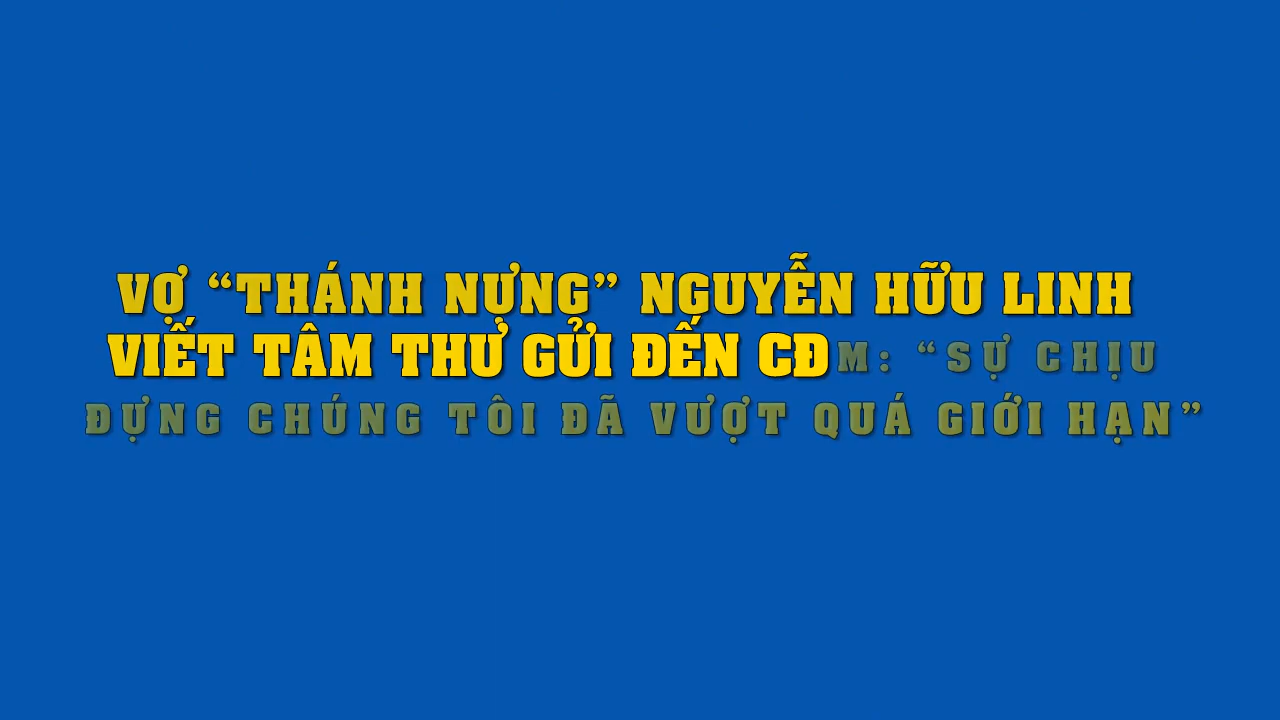 VỢ “THÁNH NỰNG” NGUYỄN HỮU LINH
VIẾT TÂM THƯ GỬI ĐẾN CĐM: “SỰ CHỊU
ĐỰNG CHÚNG TÔI ĐÃ VƯỢT QUÁ GIỚI HẠN”